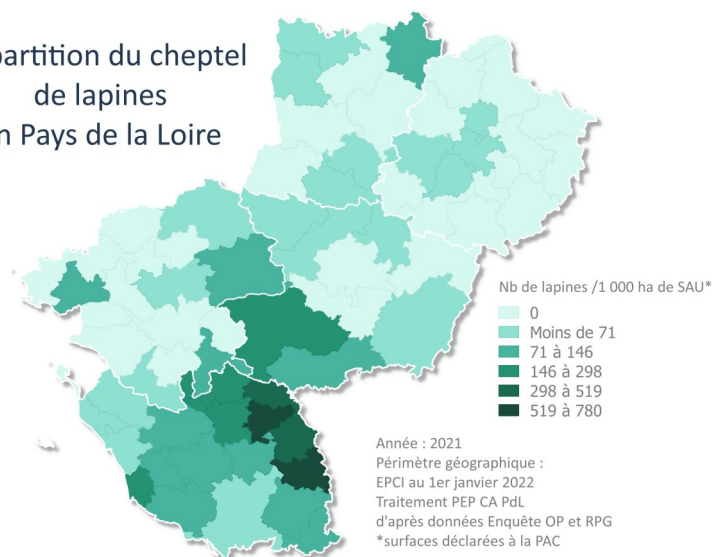 partition du cheptel
de lapines
n Pays de la Loire
Nb de lapines /1 000 ha de SAU*
0
Moins de 71
71 à 146
146 à 298
298 à 519
519 à 780
Année : 2021
Périmètre géographique :
EPCI au 1er janvier 2022
Traitement PEP CA PdL
d'après données Enquête OP et RPG
*surfaces déclarées à la PAC